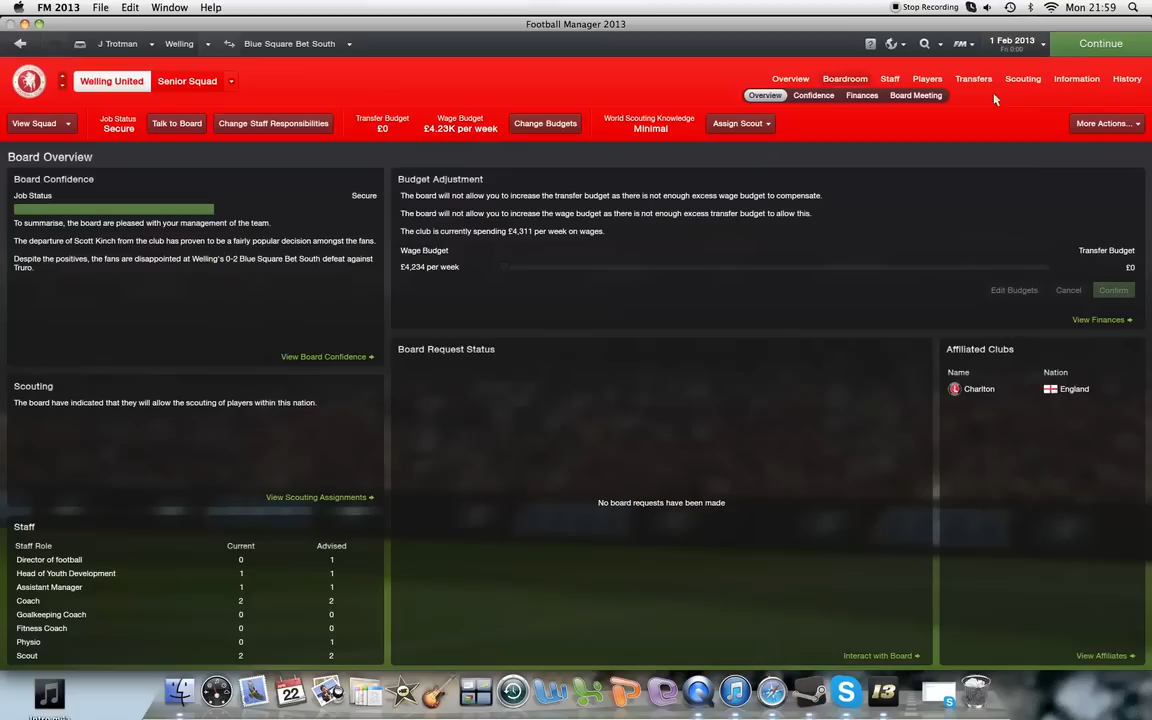 FM 2013 File Edit Window Help
Stop Recording
Mon 21:59
Football Manager 2013
J Trotman
Welling
Blue Square Bet South
FM
1 Feb 2013
Fri 0:00
Continue
Welling United
Senior Squad
Overview Boardroom Staff Players Transfers Scouting Information History
Overview Confidence Finances Board Meeting
View Squad
Job Status
Secure
Talk to Board
Change Staff Responsibilities
Transfer Budget
£0
Wage Budget
£4.23K per week
Change Budgets
World Scouting Knowledge
Minimal
Assign Scout
More Actions...
Board Overview
Board Confidence
Job Status Secure
To summarise, the board are pleased with your management of the team.
The departure of Scott Kinch from the club has proven to be a fairly popular decision amongst the fans.
Despite the positives, the fans are disappointed at Welling's 0-2 Blue Square Bet South defeat against
Truro.
View Board Confidence
Budget Adjustment
The board will not allow you to increase the transfer budget as there is not enough excess wage budget to compensate.
The board will not allow you to increase the wage budget as there is not enough excess transfer budget to allow this.
The club is currently spending £4,311 per week on wages.
Wage Budget Transfer Budget
£4,234 per week £0
Edit Budgets Cancel Confirm
View Finances
Scouting
The board have indicated that they will allow the scouting of players within this nation.
View Scouting Assignments
Board Request Status
No board requests have been made
Interact with Board
Affiliated Clubs
Name Nation
Charlton England
View Affiliates
Staff
Staff Role Current Advised
Director of football 0 1
Head of Youth Development 1 1
Assistant Manager 1 1
Coach 2 2
Goalkeeping Coach 0 0
Fitness Coach 0 0
Physio 0 1
Scout 2 2
22
13